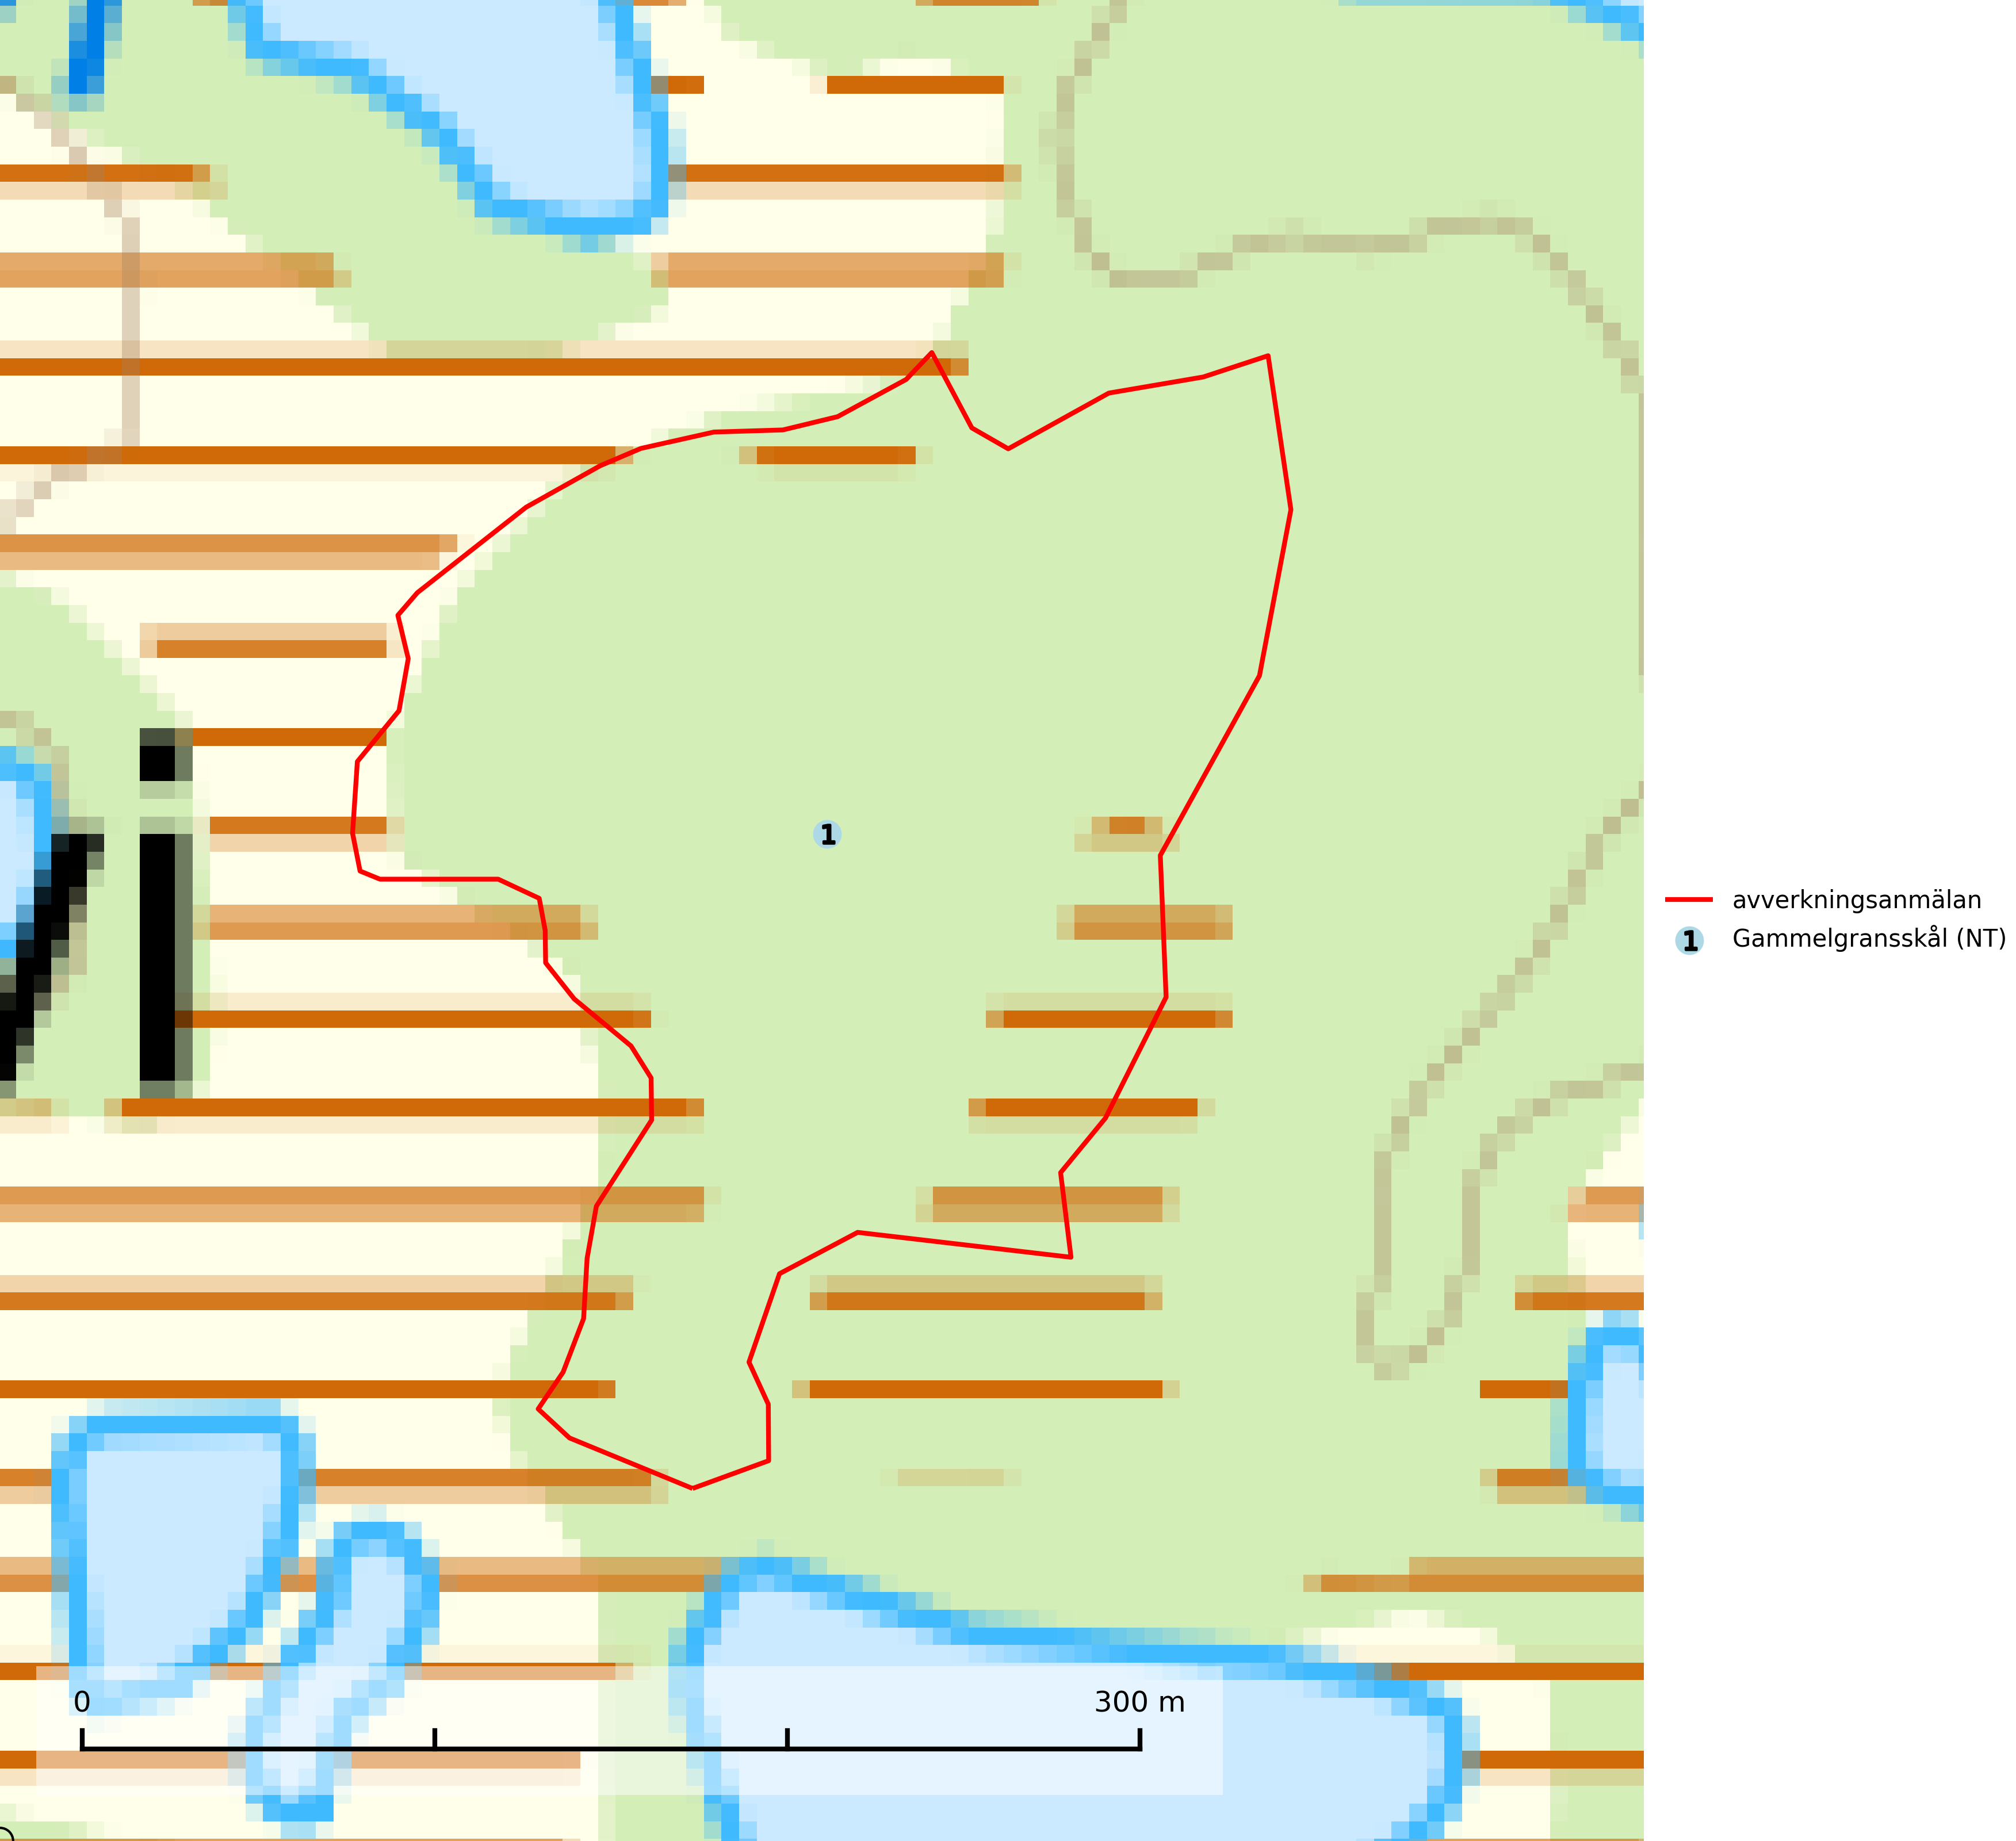 1
1 avverkningsanmälan
Gammelgransskål (NT)
0 300 m